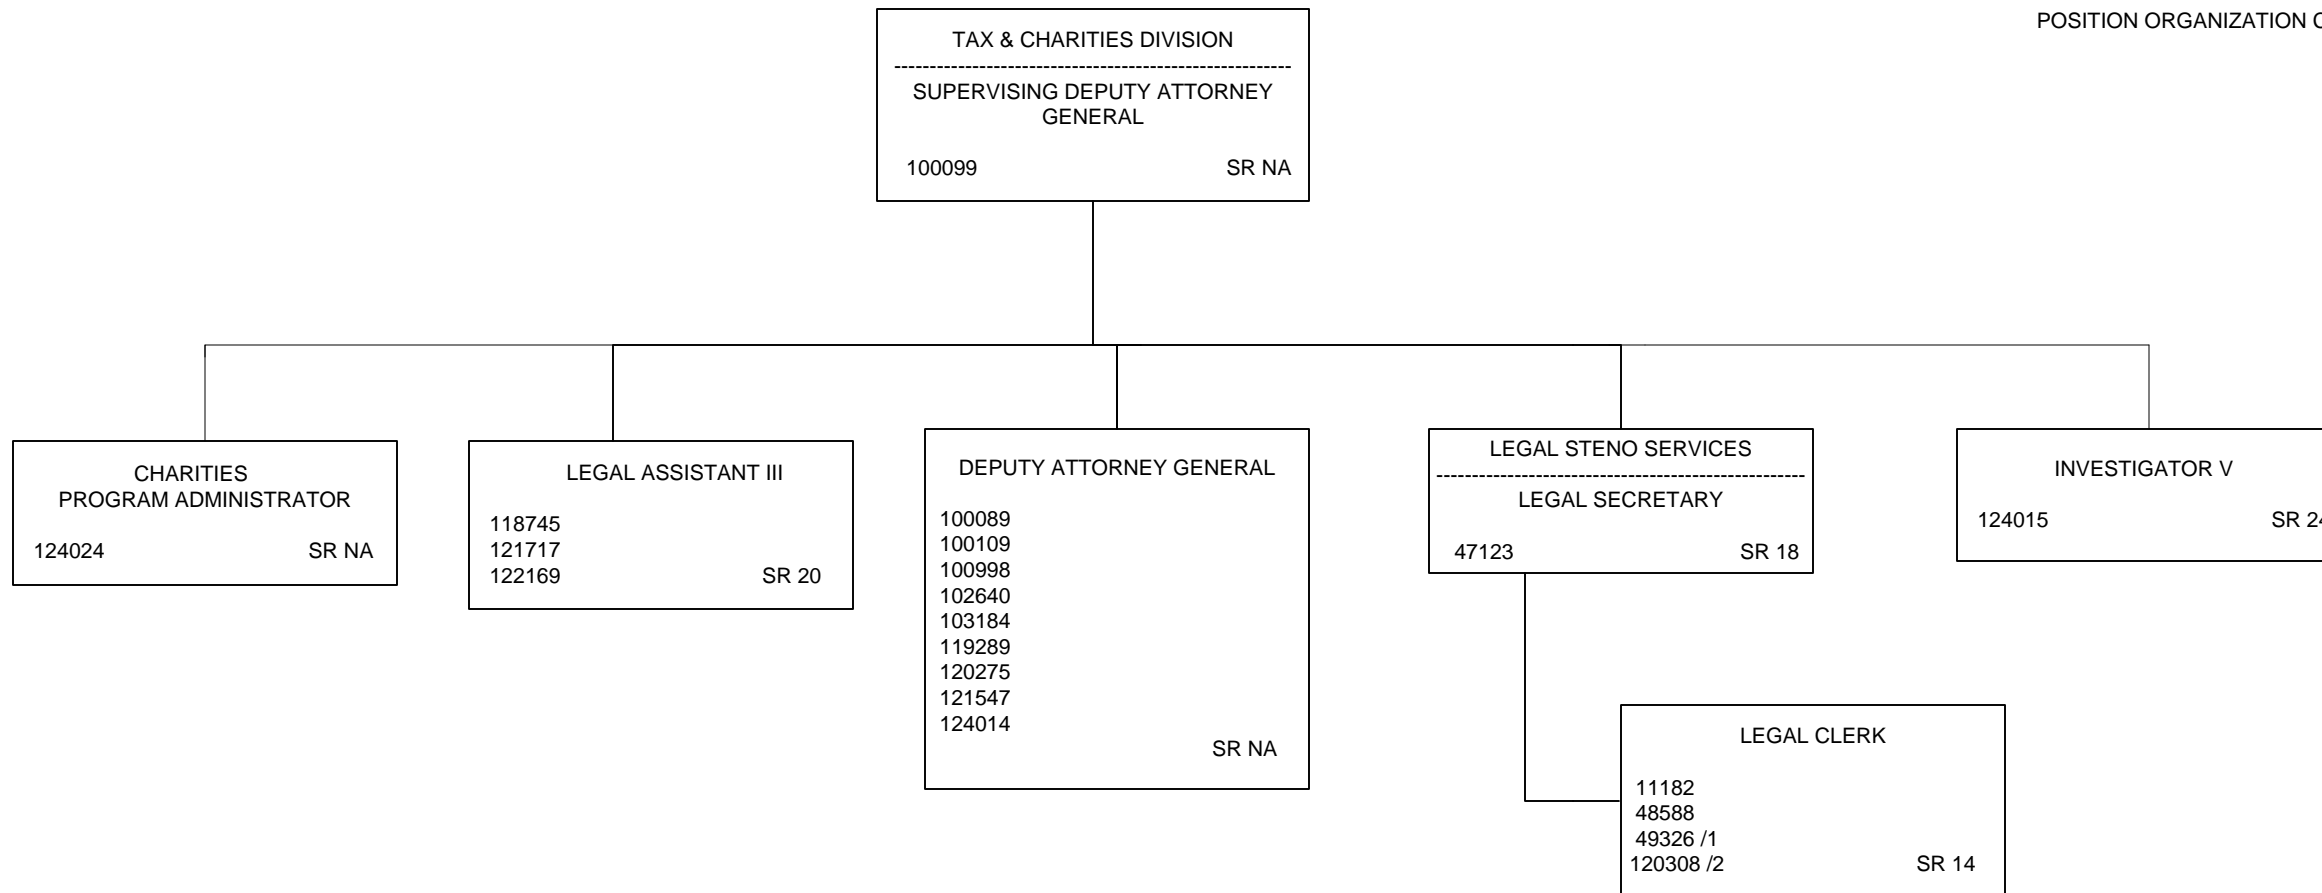 POSITION ORGANIZATION C
TAX & CHARITIES DIVISION
SUPERVISING DEPUTY ATTORNEY
GENERAL
100099 SR NA
CHARITIES
PROGRAM ADMINISTRATOR
124024 SR NA
LEGAL ASSISTANT III
118745
121717
122169 SR 20
DEPUTY ATTORNEY GENERAL
100089
100109
100998
102640
103184
119289
120275
121547
124014
SR NA
LEGAL STENO SERVICES
LEGAL SECRETARY
47123 SR 18
INVESTIGATOR V
124015 SR 24
LEGAL CLERK
11182
48588
49326 /1
120308 /2 SR 14